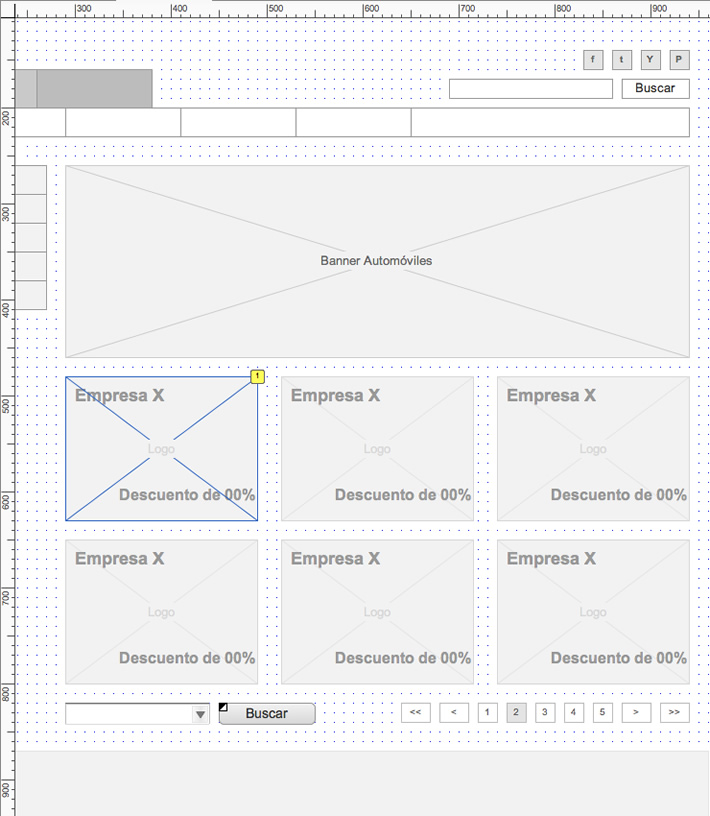 300 400 500 600 700 800 900
f t Y P
200
Buscar
300
Banner Automóviles
400
1
Empresa X Empresa X Empresa X
500
Logo Logo Logo
Descuento de 00% Descuento de 00% Descuento de 00%
600
Empresa X Empresa X Empresa X
700
Logo Logo Logo
Descuento de 00% Descuento de 00% Descuento de 00%
800
Buscar << < 1 2 3 4 5 > >>
900